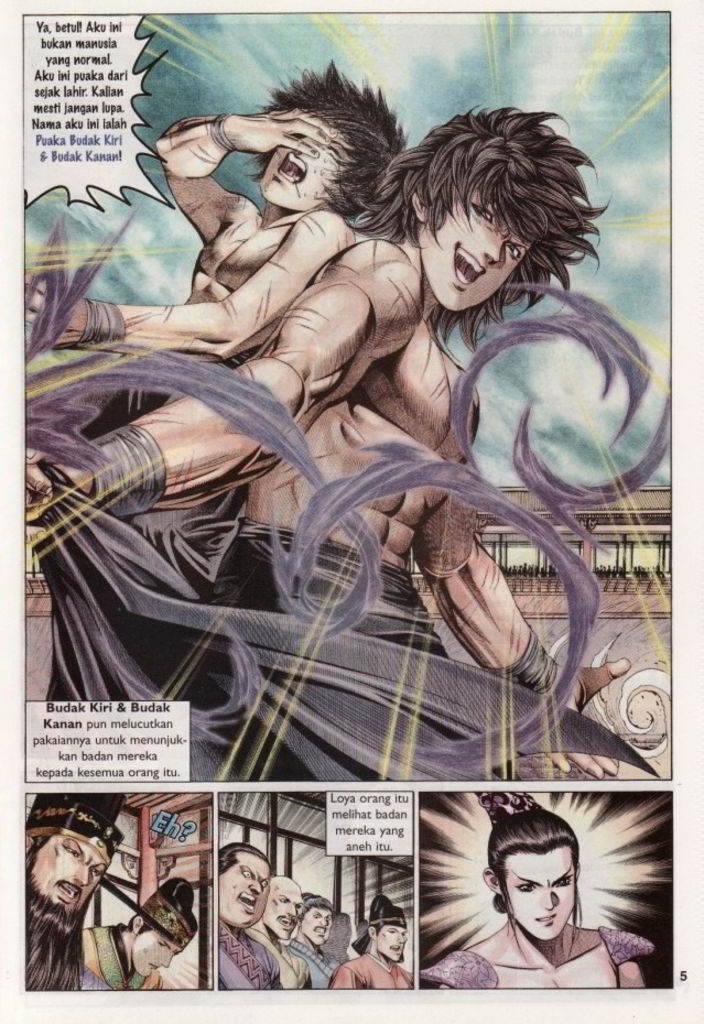 Ya, betul! Aku ini
bukan manusia
yang normal.
Aku ini puaka dari
sejak lahir. Kalian
mesti jangan lupa.
Nama aku ini ialah
Puaka Budak Kiri
& Budak Kanan!
Budak Kiri & Budak
Kanan pun melucutkan
pakaiannya untuk menunjuk-
kan badan mereka
kepada kesemua orang itu.
Eh?
Loya orang itu
melihat badan
mereka yang
aneh itu.
5